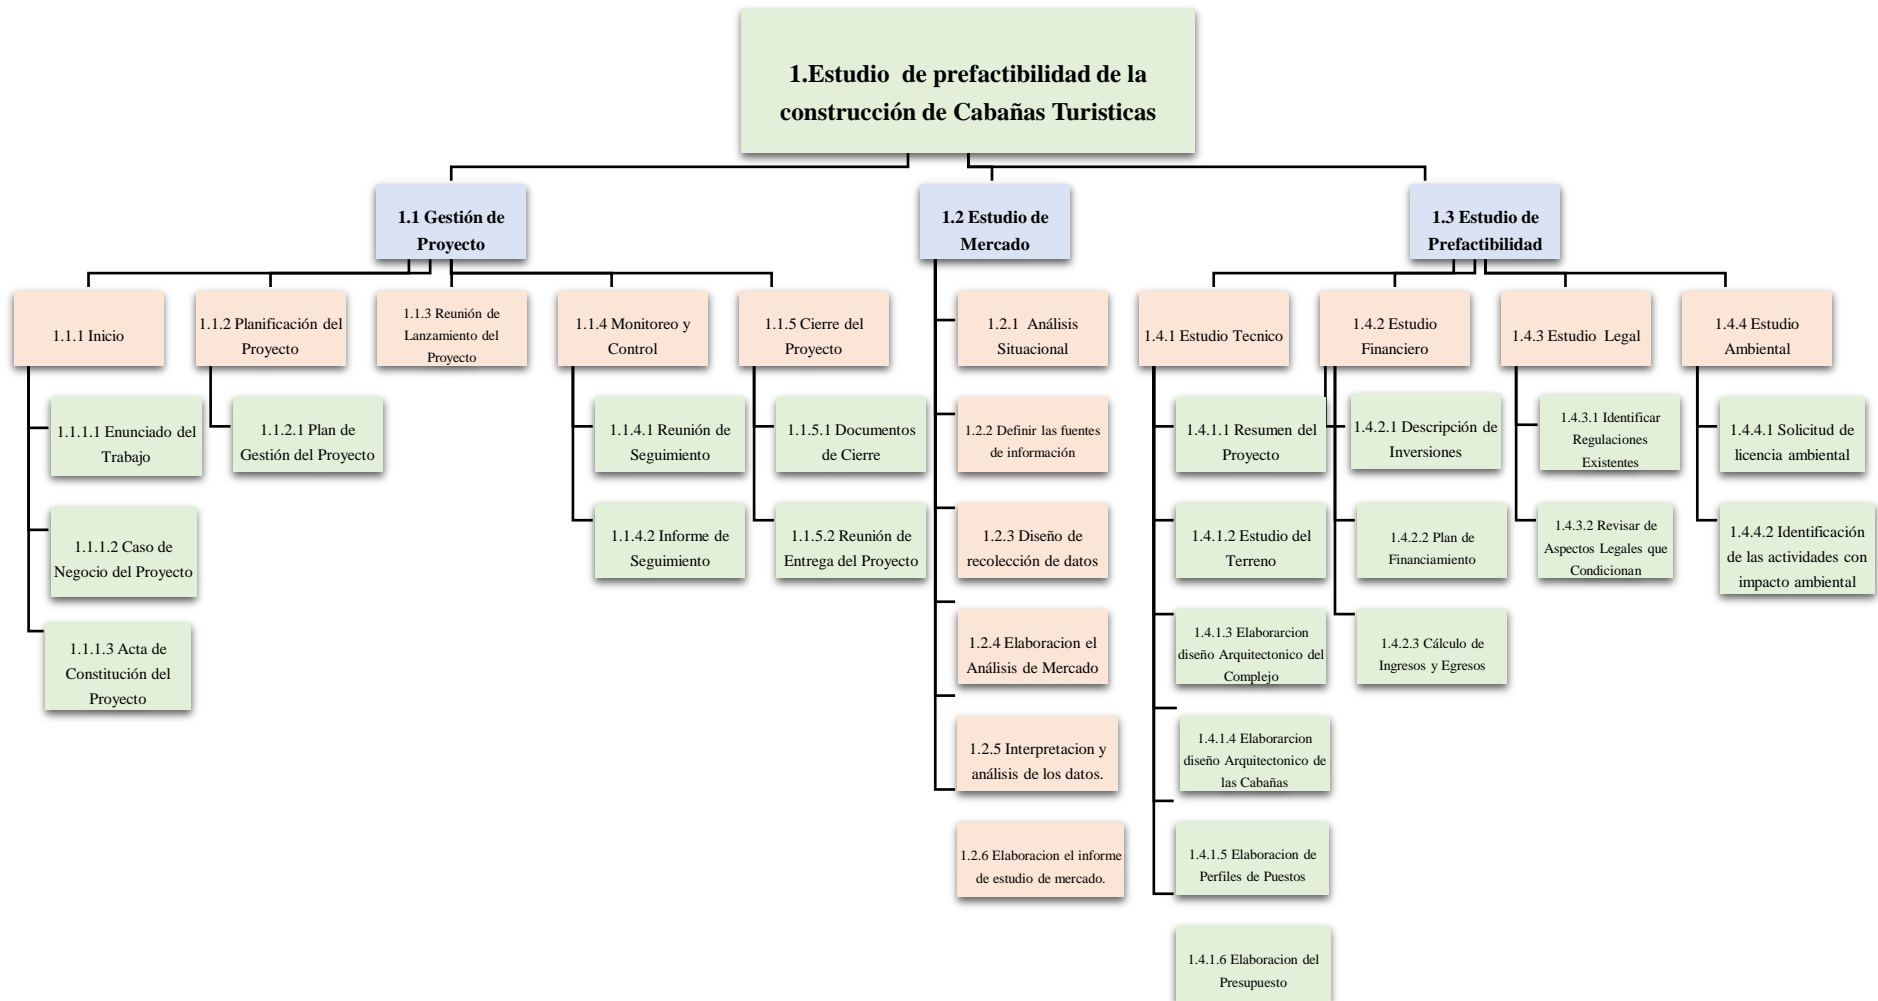 1.Estudio de prefactibilidad de la
construcción de Cabañas Turisticas
1.1 Gestión de
Proyecto
1.2 Estudio de
Mercado
1.3 Estudio de
Prefactibilidad
1.1.1 Inicio
1.1.2 Planificación del
Proyecto
1.1.3 Reunión de
Lanzamiento del
Proyecto
1.1.4 Monitoreo y
Control
1.1.5 Cierre del
Proyecto
1.2.1 Análisis
Situacional
1.4.1 Estudio Tecnico
1.4.2 Estudio
Financiero
1.4.3 Estudio Legal
1.4.4 Estudio
Ambiental
1.1.1.1 Enunciado del
Trabajo
1.1.2.1 Plan de
Gestión del Proyecto
1.1.4.1 Reunión de
Seguimiento
1.1.5.1 Documentos
de Cierre
1.2.2 Definir las fuentes
de información
1.4.1.1 Resumen del
Proyecto
1.4.2.1 Descripción de
Inversiones
1.4.3.1 Identificar
Regulaciones
Existentes
1.4.4.1 Solicitud de
licencia ambiental
1.1.1.2 Caso de
Negocio del Proyecto
1.1.4.2 Informe de
Seguimiento
1.1.5.2 Reunión de
Entrega del Proyecto
1.2.3 Diseño de
recolección de datos
1.4.1.2 Estudio del
Terreno
1.4.2.2 Plan de
Financiamiento
1.4.3.2 Revisar de
Aspectos Legales que
Condicionan
1.4.4.2 Identificación
de las actividades con
impacto ambiental
1.1.1.3 Acta de
Constitución del
Proyecto
1.2.4 Elaboracion el
Análisis de Mercado
1.4.1.3 Elaborarcion
diseño Arquitectonico del
Complejo
1.4.2.3 Cálculo de
Ingresos y Egresos
1.2.5 Interpretacion y
análisis de los datos.
1.4.1.4 Elaborarcion
diseño Arquitectonico de
las Cabañas
1.2.6 Elaboracion el informe
de estudio de mercado.
1.4.1.5 Elaboracion de
Perfiles de Puestos
1.4.1.6 Elaboracion del
Presupuesto